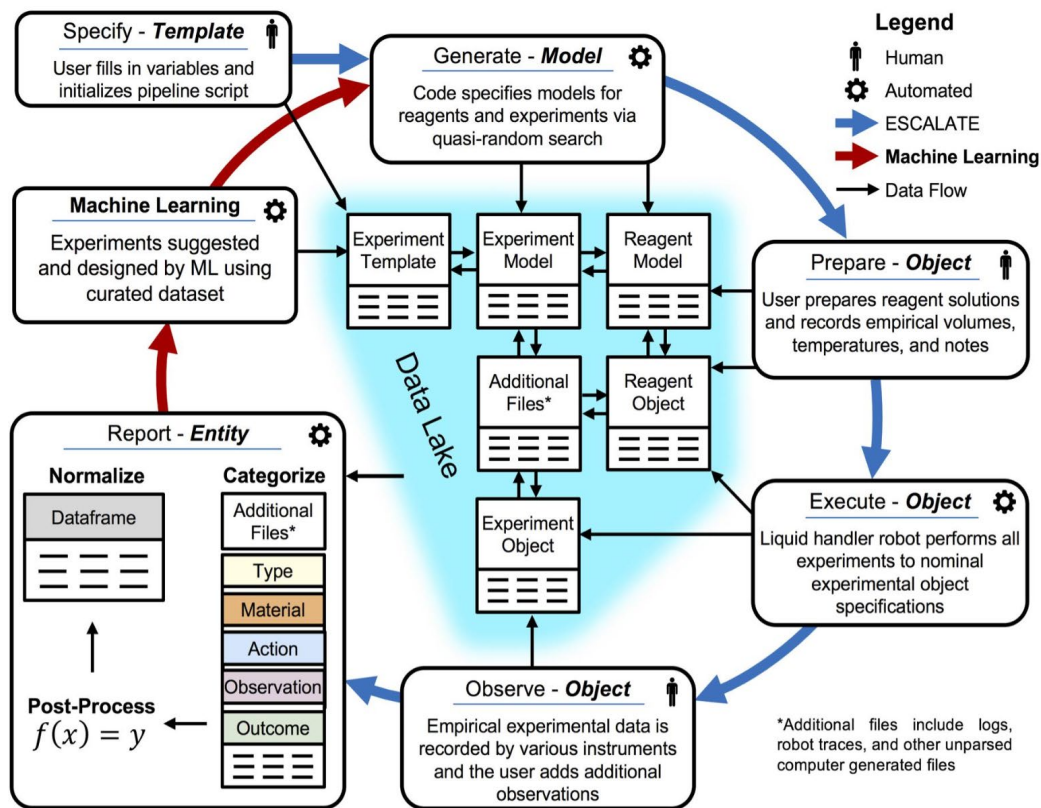 Specify - Template
User fills in variables and
initializes pipeline script
Generate - Model
Code specifies models for
reagents and experiments via
quasi-random search
Legend
Human
Automated
ESCALATE
Machine Learning
Data Flow
Machine Learning
Experiments suggested
and designed by ML using
curated dataset
Experiment
Template
Experiment
Model
Reagent
Model
Prepare - Object
User prepares reagent solutions
and records empirical volumes,
temperatures, and notes
Data Lake
Additional
Files*
Reagent
Object
Experiment
Object
Execute - Object
Liquid handler robot performs all
experiments to nominal
experimental object
specifications
Report - Entity
Normalize
Dataframe
Categorize
Additional
Files*
Type
Material
Action
Observation
Outcome
Post-Process
f(x) = y
Observe - Object
Empirical experimental data is
recorded by various instruments
and the user adds additional
observations
*Additional files include logs,
robot traces, and other unparsed
computer generated files